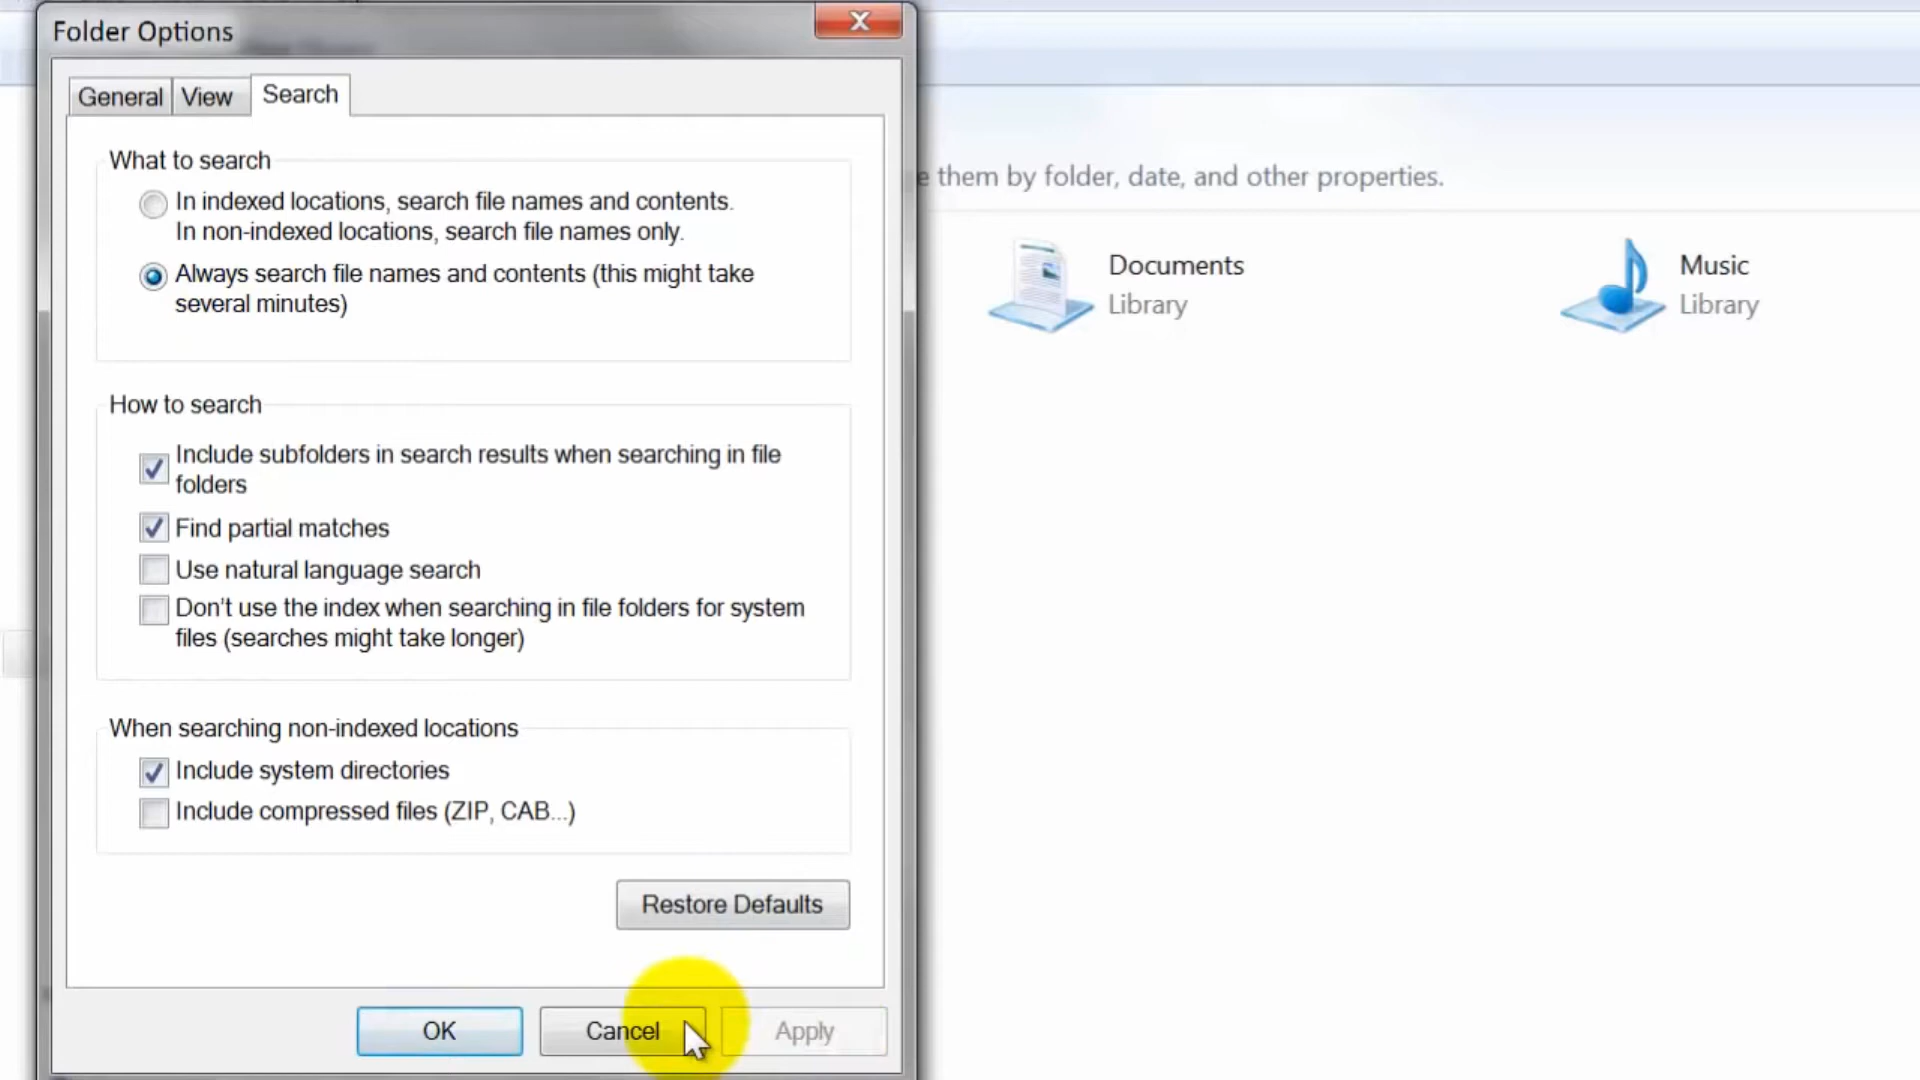 Folder Options
General
View
Search
What to search
In indexed locations, search file names and contents.
In non-indexed locations, search file names only.
Always search file names and contents (this might take
several minutes)
How to search
Include subfolders in search results when searching in file
folders
Find partial matches
Use natural language search
Don't use the index when searching in file folders for system
files (searches might take longer)
When searching non-indexed locations
Include system directories
Include compressed files (ZIP, CAB...)
Restore Defaults
OK
Cancel
Apply
them by folder, date, and other properties.
Documents
Library
Music
Library